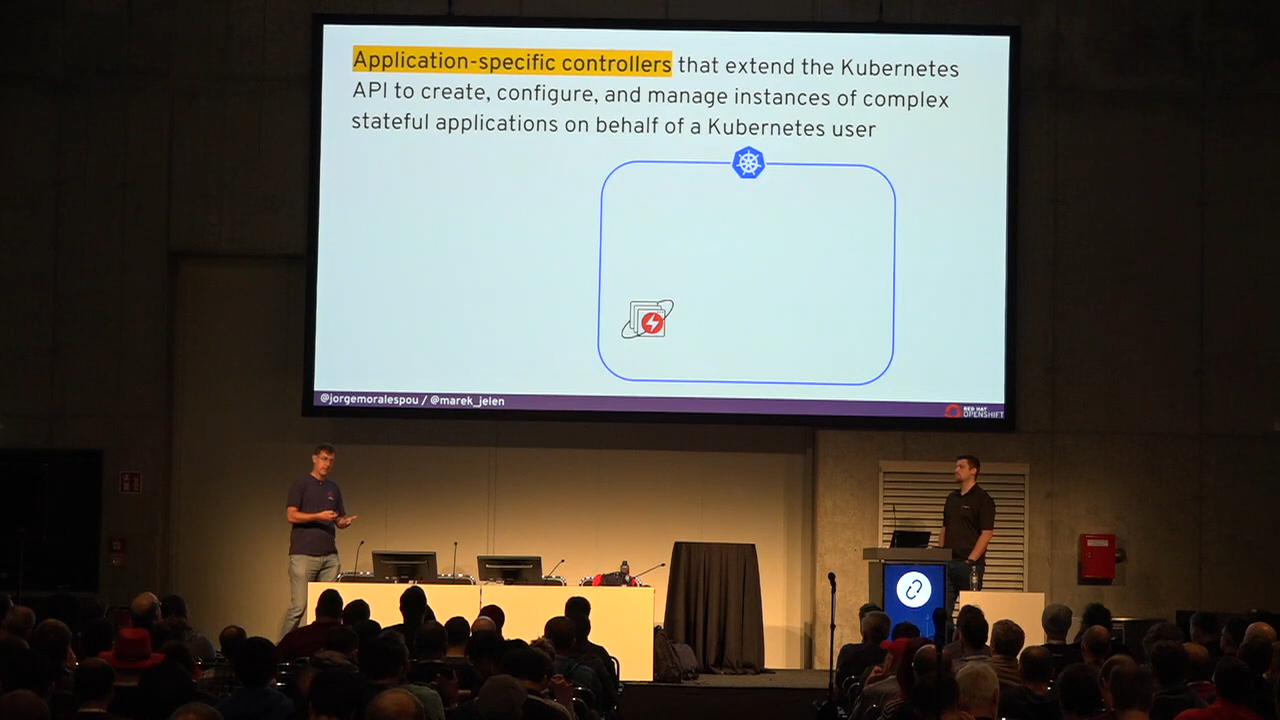 Application-specific controllers that extend the Kubernetes
API to create, configure, and manage instances of complex
stateful applications on behalf of a Kubernetes user
@jorgemoralespou / @marek_jelen
RED HAT
OPENSHIFT